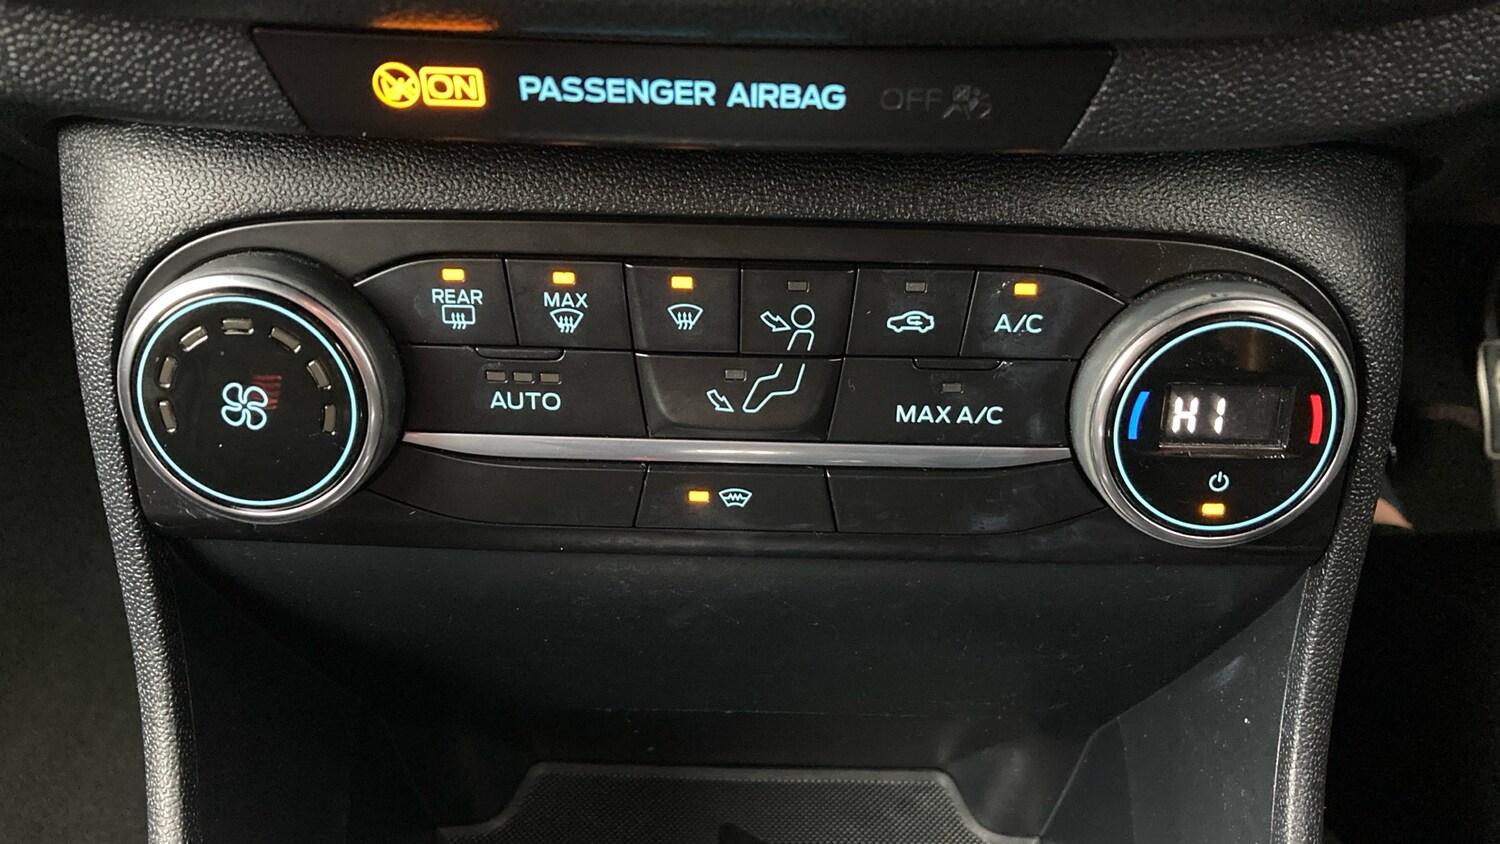 ON PASSENGER AIRBAG OFF
REAR
MAX
A/C
AUTO
MAX A/C
HI